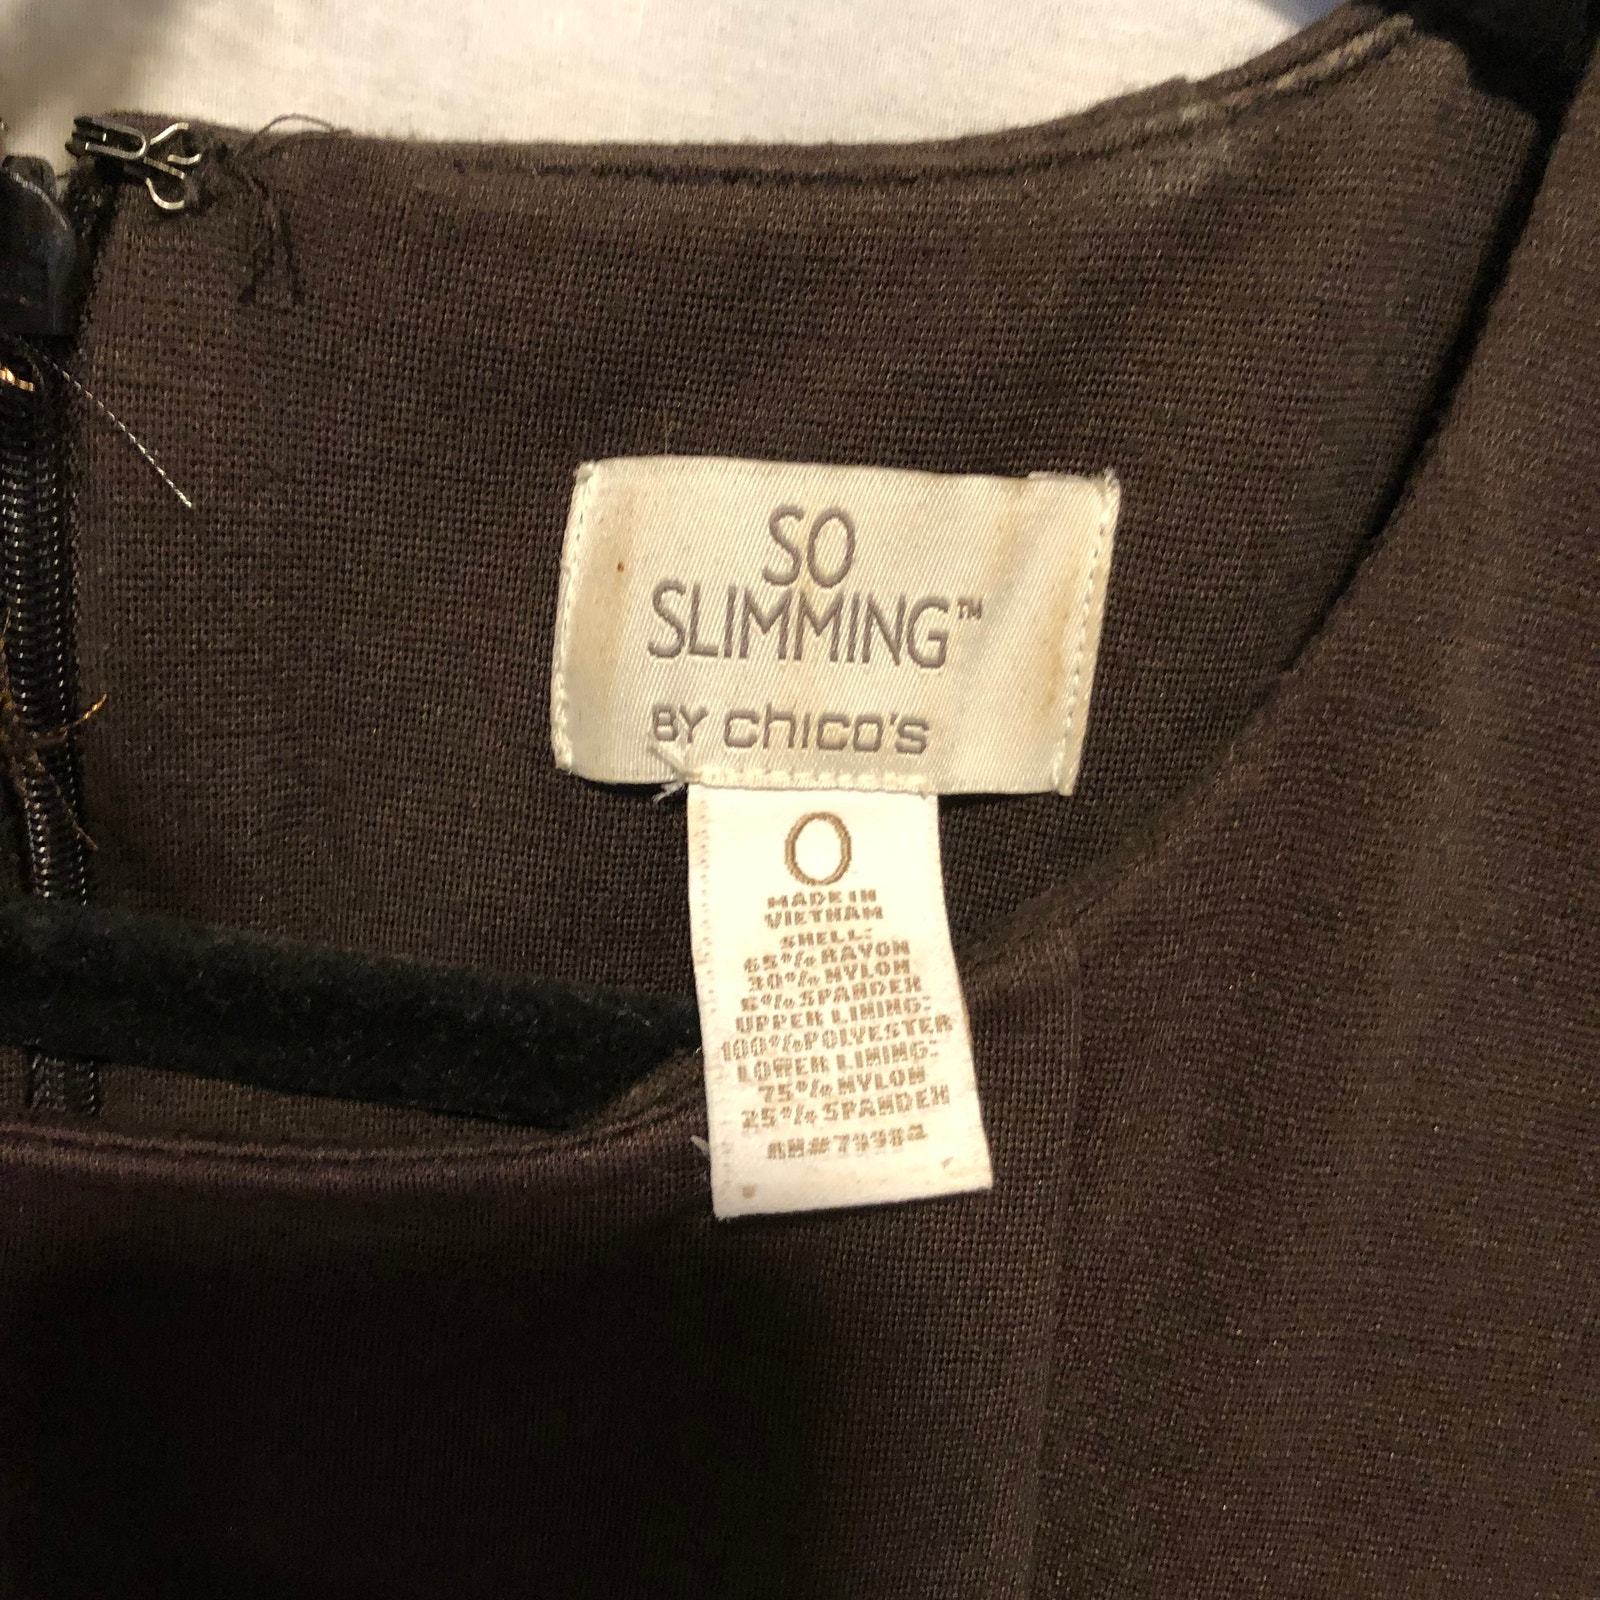 SO
SLIMMING™
BY chico's
O
MADE IN
VIETNAM
SHELL:
65% RAYON
30% NYLON
5% SPANDEX
UPPER LINING:
100% POLYESTER
LOWER LINING:
75% NYLON
25% SPANDEX